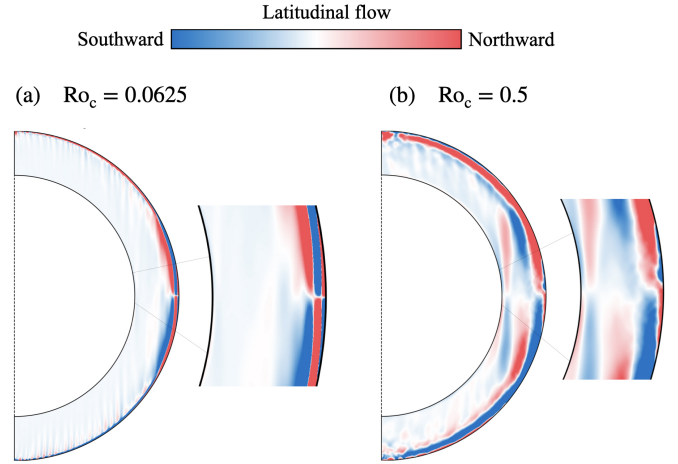 Latitudinal flow
Southward Northward
(a) Ro_c = 0.0625 (b) Ro_c = 0.5